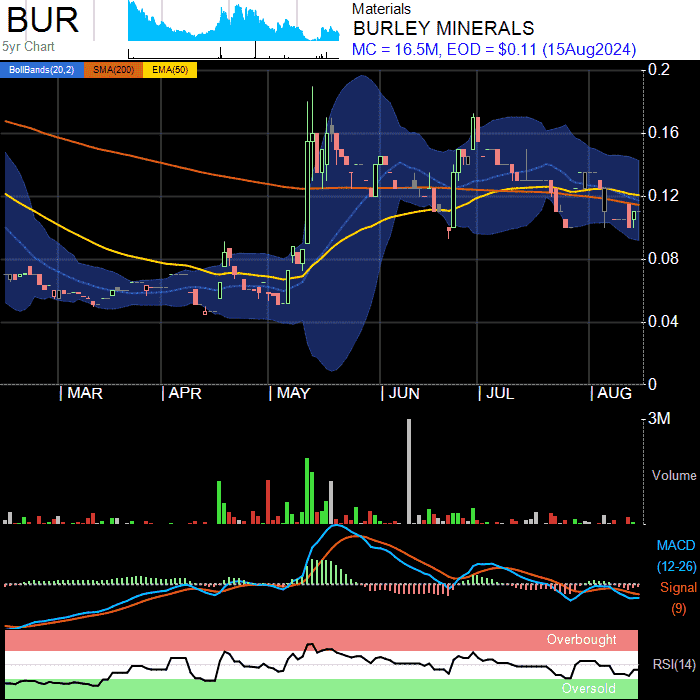 BUR
5yr Chart
Materials
BURLEY MINERALS
MC = 16.5M, EOD = $0.11 (15Aug2024)
BollBands(20,2) SMA(200) EMA(50)
0.2
0.16
0.12
0.08
0.04
0
MAR APR MAY JUN JUL AUG
3M
Volume
MACD
(12-26)
Signal
(9)
Overbought
RSI(14)
Oversold